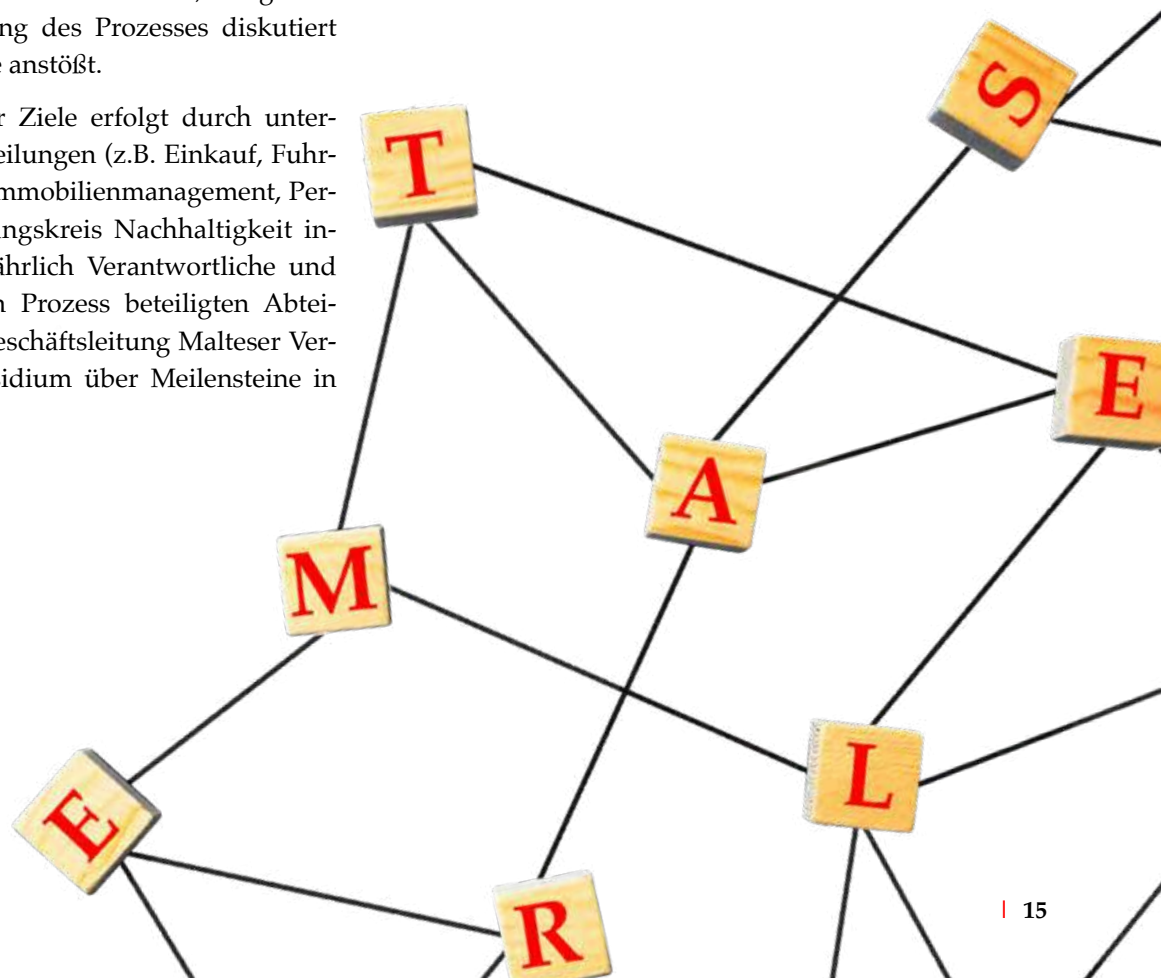 ng des Prozesses diskutiert
anstößt.
r Ziele erfolgt durch unter-
eilungen (z.B. Einkauf, Fuhr-
mmobilienmanagement, Per-
ngskreis Nachhaltigkeit in-
ährlich Verantwortliche und
n Prozess beteiligten Abtei-
eschäftsleitung Malteser Ver-
sidium über Meilensteine in
S
T
E
A
M
L
E
R
| 15